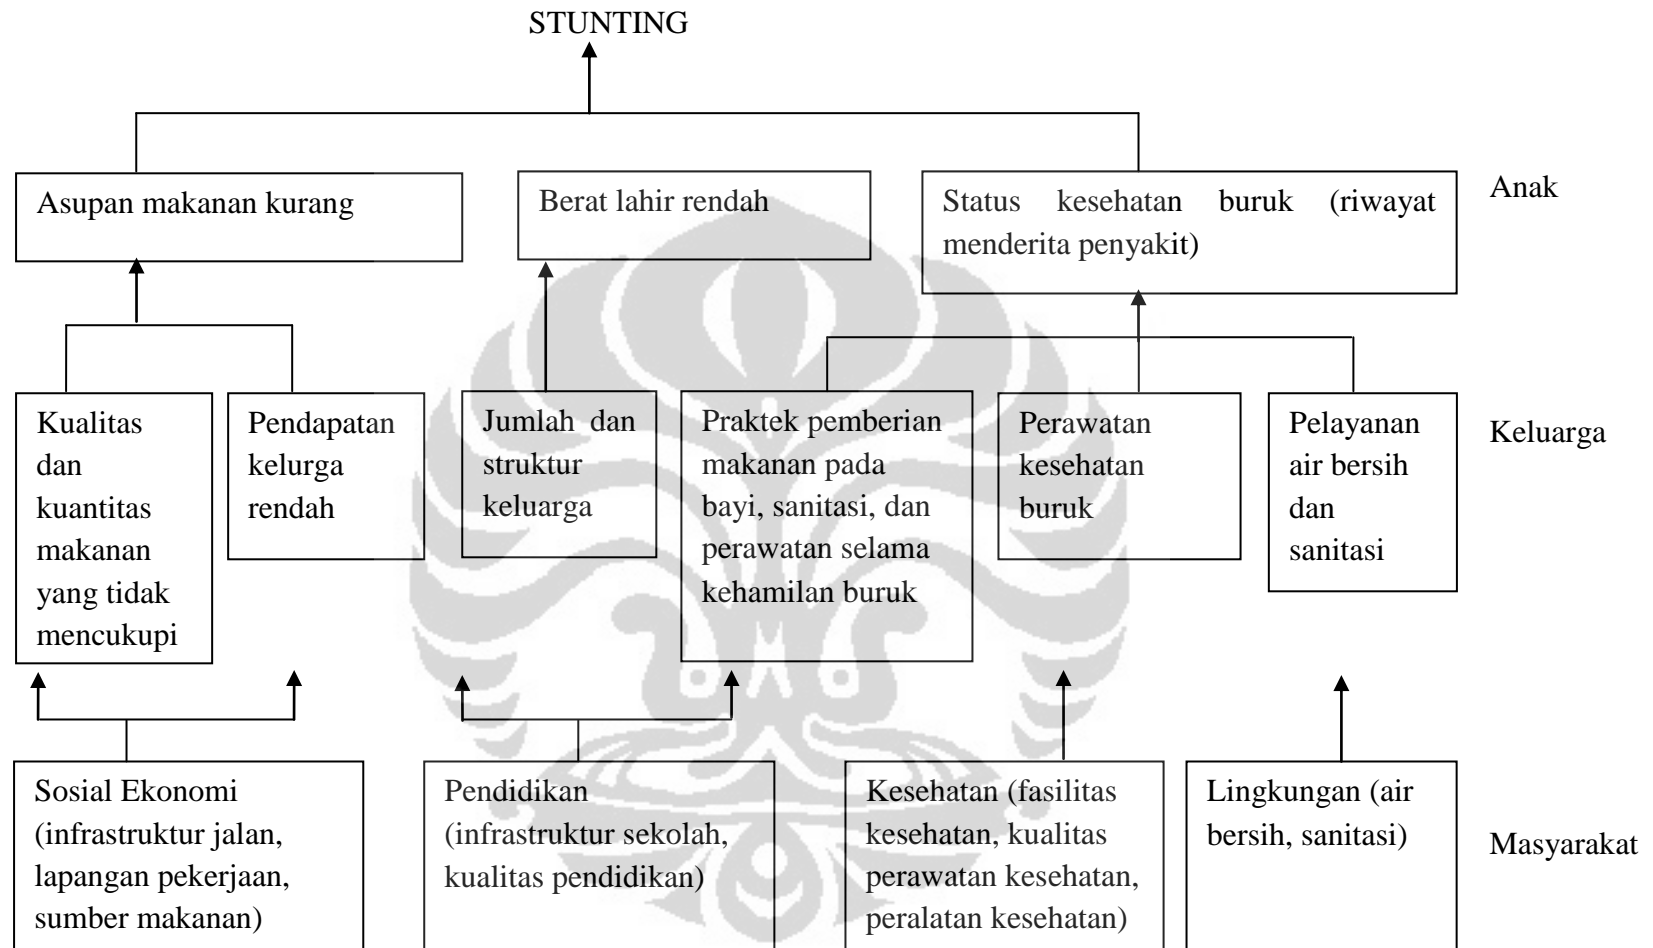 STUNTING
Asupan makanan kurang
Berat lahir rendah
Status kesehatan buruk (riwayat
menderita penyakit)
Anak
Kualitas
dan
kuantitas
makanan
yang tidak
mencukupi
Pendapatan
kelurga
rendah
Jumlah dan
struktur
keluarga
Praktek pemberian
makanan pada
bayi, sanitasi, dan
perawatan selama
kehamilan buruk
Perawatan
kesehatan
buruk
Pelayanan
air bersih
dan
sanitasi
Keluarga
Sosial Ekonomi
(infrastruktur jalan,
lapangan pekerjaan,
sumber makanan)
Pendidikan
(infrastruktur sekolah,
kualitas pendidikan)
Kesehatan (fasilitas
kesehatan, kualitas
perawatan kesehatan,
peralatan kesehatan)
Lingkungan (air
bersih, sanitasi)
Masyarakat